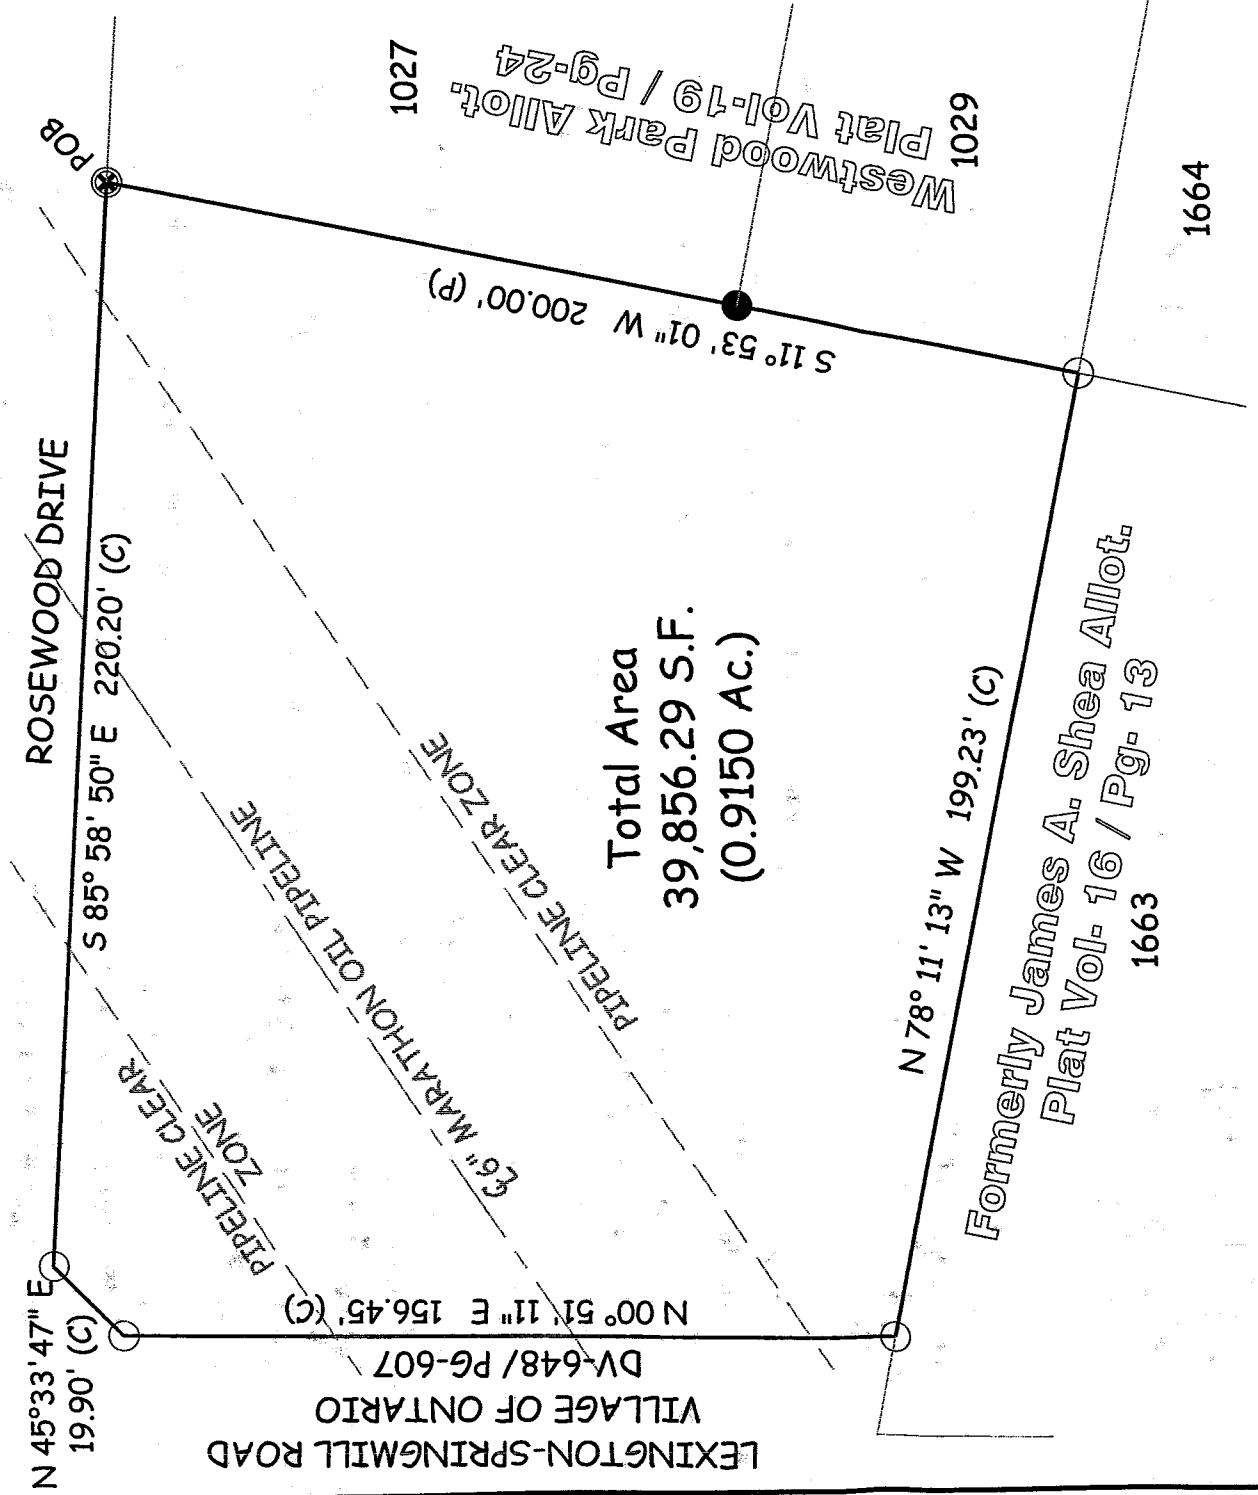 POB
1027
Westwood Park Allot.
Plat Vol-19 / Pg-24
1029
1664
S 11° 53' 01" W 200.00' (P)
ROSEWOOD DRIVE
S 85° 58' 50" E 220.20' (C)
PIPELINE CLEAR ZONE
℄6" MARATHON OIL PIPELINE
PIPELINE CLEAR
ZONE
Total Area
39,856.29 S.F.
(0.9150 Ac.)
N 78° 11' 13" W 199.23' (C)
Formerly James A. Shea Allot.
Plat Vol- 16 / Pg- 13
1663
N 45°33'47" E
19.90' (C)
N 00° 51' 11" E 156.45' (C)
DV-648/ PG-607
VILLAGE OF ONTARIO
LEXINGTON-SPRINGMILL ROAD